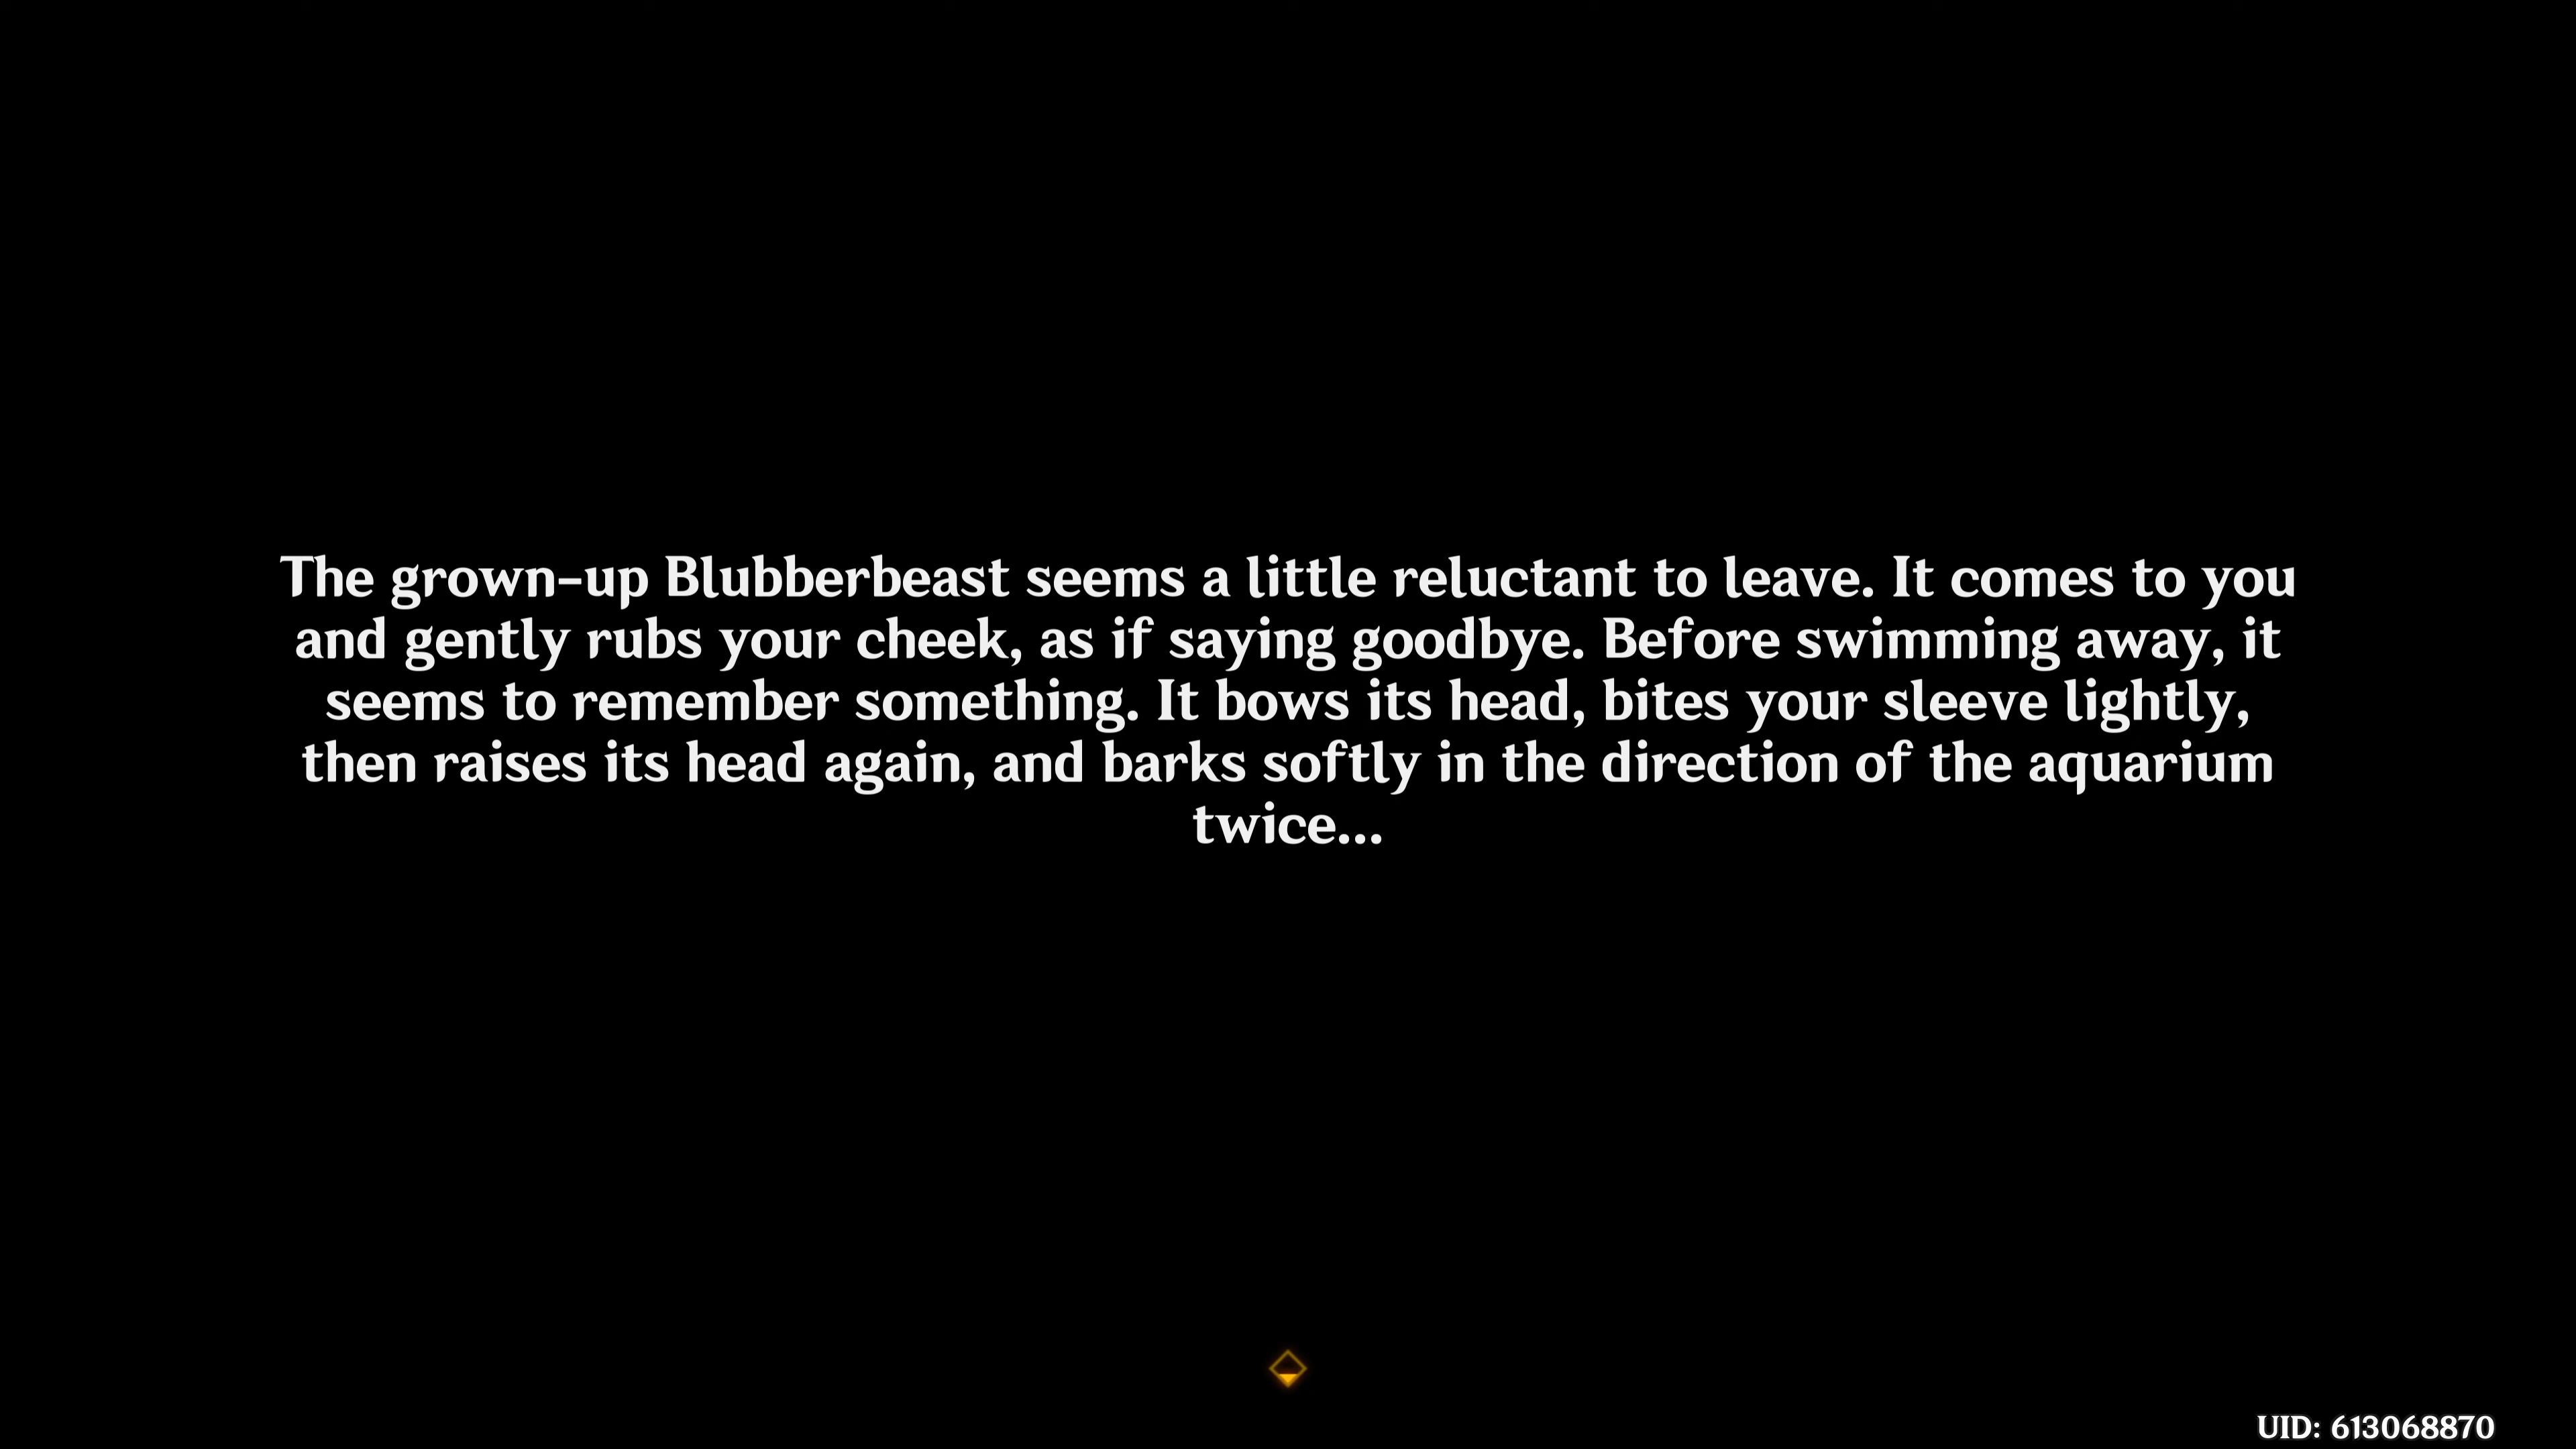 The grown-up Blubberbeast seems a little reluctant to leave. It comes to you
and gently rubs your cheek, as if saying goodbye. Before swimming away, it
seems to remember something. It bows its head, bites your sleeve lightly,
then raises its head again, and barks softly in the direction of the aquarium
twice...
UID: 613068870